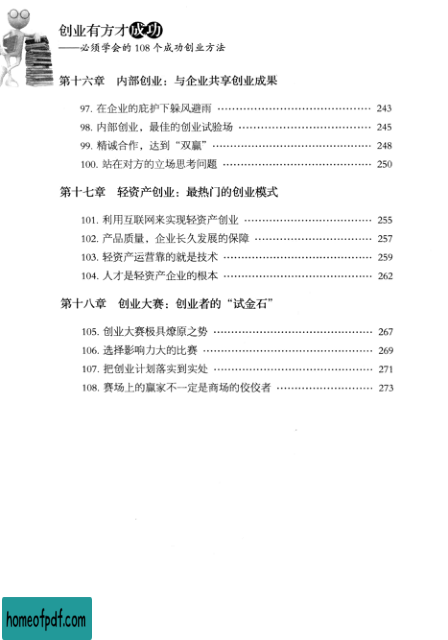 创业有方才成功
——必须学会的108个成功创业方法
第十六章 内部创业：与企业共享创业成果
97. 在企业的庇护下躲风避雨 ………………………………… 243
98. 内部创业，最佳的创业试验场 ………………………………… 245
99. 精诚合作，达到“双赢” ………………………………… 248
100. 站在对方的立场思考问题 ………………………………… 250
第十七章 轻资产创业：最热门的创业模式
101. 利用互联网来实现轻资产创业 ………………………………… 255
102. 产品质量，企业长久发展的保障 ………………………………… 257
103. 轻资产运营靠的就是技术 ………………………………… 259
104. 人才是轻资产企业的根本 ………………………………… 262
第十八章 创业大赛：创业者的“试金石”
105. 创业大赛极具燎原之势 ………………………………… 267
106. 选择影响力大的比赛 ………………………………… 269
107. 把创业计划落实到实处 ………………………………… 271
108. 赛场上的赢家不一定是商场的佼佼者 ………………………… 273
homeofpdf.com